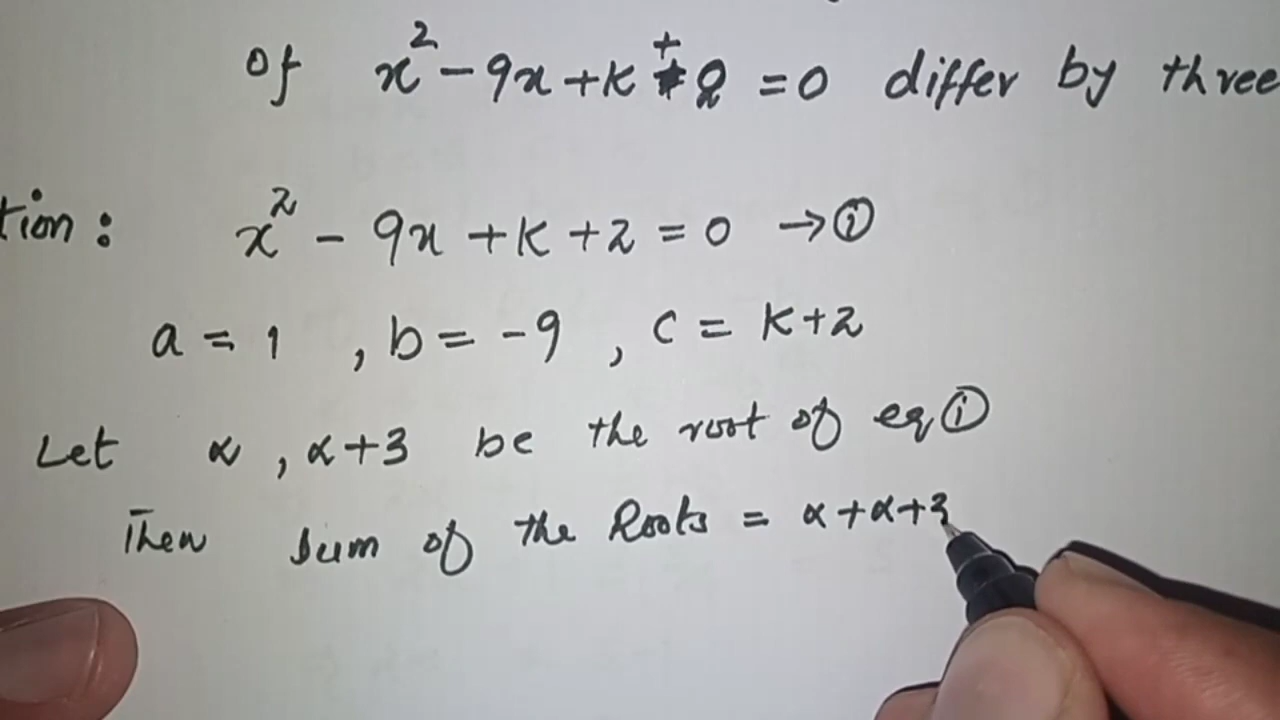 of x² - 9x + k + 2 = 0 differ by three
tion : x² - 9x + k + 2 = 0 → ①
a = 1 , b = -9 , c = k+2
Let α , α+3 be the root of eq ①
Then sum of the Roots = α + α + 3